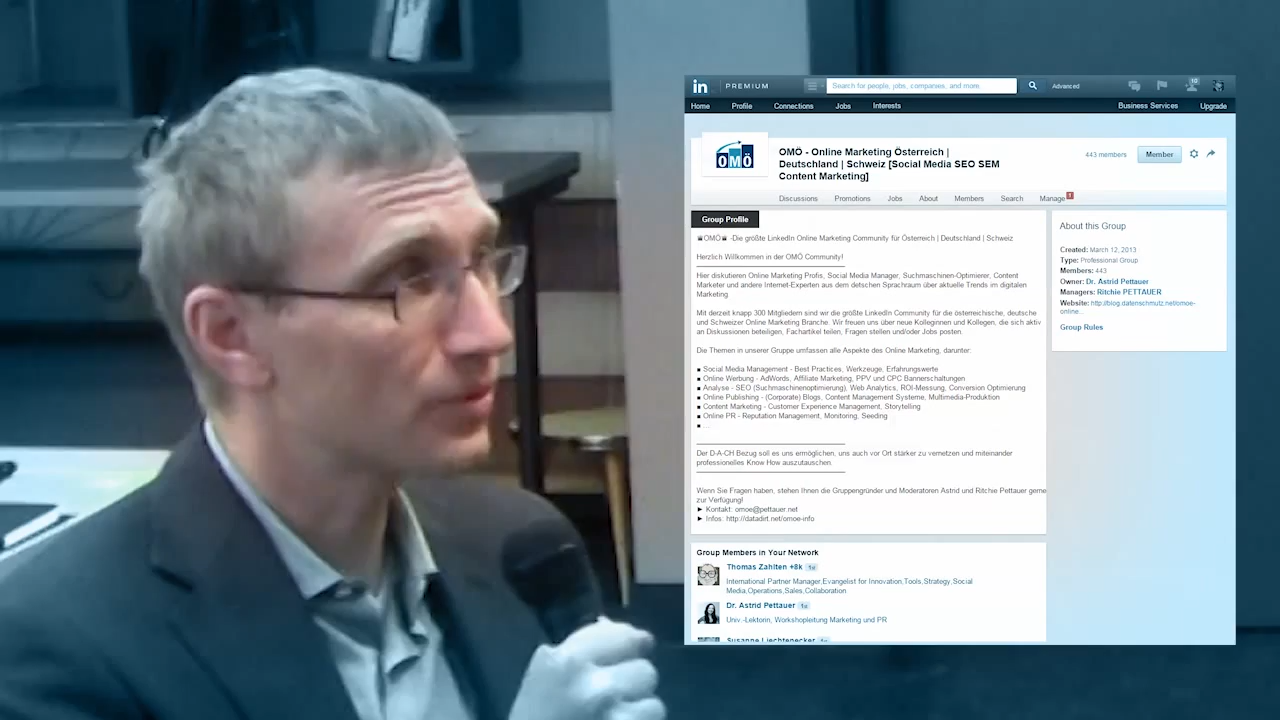 in PREMIUM Search for people, jobs, companies, and more... Advanced 10
Home Profile Connections Jobs Interests Business Services Upgrade
OMÖ
OMÖ - Online Marketing Österreich |
Deutschland | Schweiz [Social Media SEO SEM
Content Marketing]
443 members Member
Discussions Promotions Jobs About Members Search Manage
Group Profile
OMÖ -Die größte LinkedIn Online Marketing Community für Österreich | Deutschland | Schweiz
Herzlich Willkommen in der OMÖ Community!
Hier diskutieren Online Marketing Profis, Social Media Manager, Suchmaschinen-Optimierer, Content
Marketer und andere Internet-Experten aus dem detschen Sprachraum über aktuelle Trends im digitalen
Marketing
Mit derzeit knapp 300 Mitgliedern sind wir die größte LinkedIn Community für die österreichische, deutsche
und Schweizer Online Marketing Branche. Wir freuen uns über neue Kolleginnen und Kollegen, die sich aktiv
an Diskussionen beteiligen, Fachartikel teilen, Fragen stellen und/oder Jobs posten.
Die Themen in unserer Gruppe umfassen alle Aspekte des Online Marketing, darunter:
■ Social Media Management - Best Practices, Werkzeuge, Erfahrungswerte
■ Online Werbung - AdWords, Affiliate Marketing, PPV und CPC Bannerschaltungen
■ Analyse - SEO (Suchmaschinenoptimierung), Web Analytics, ROI-Messung, Conversion Optimierung
■ Online Publishing - (Corporate) Blogs, Content Management Systeme, Multimedia-Produktion
■ Content Marketing - Customer Experience Management, Storytelling
■ Online PR - Reputation Management, Monitoring, Seeding
■ ...
Der D-A-CH Bezug soll es uns ermöglichen, uns auch vor Ort stärker zu vernetzen und miteinander
professionelles Know How auszutauschen.
Wenn Sie Fragen haben, stehen Ihnen die Gruppengründer und Moderatoren Astrid und Ritchie Pettauer gerne
zur Verfügung!
► Kontakt: omoe@pettauer.net
► Infos: http://datadirt.net/omoe-info
About this Group
Created: March 12, 2013
Type: Professional Group
Members: 443
Owner: Dr. Astrid Pettauer
Managers: Ritchie PETTAUER
Website: http://blog.datenschmutz.net/omoe-
online...
Group Rules
Group Members in Your Network
Thomas Zahlten +8k 1st
International Partner Manager,Evangelist for Innovation,Tools,Strategy,Social
Media,Operations,Sales,Collaboration
Dr. Astrid Pettauer 1st
Univ.-Lektorin, Workshopleitung Marketing und PR
Susanne Liechtenecker 1st